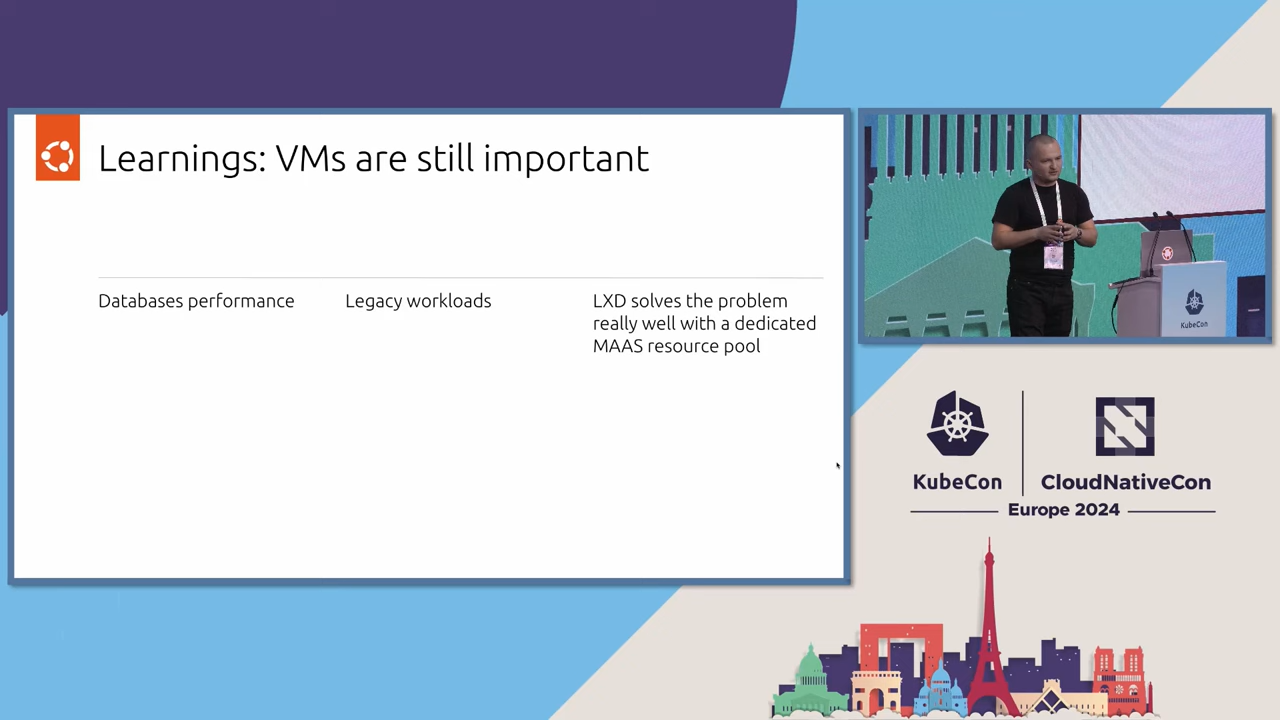 Learnings: VMs are still important
Databases performance
Legacy workloads
LXD solves the problem
really well with a dedicated
MAAS resource pool
KubeCon
KubeCon
CloudNativeCon
Europe 2024